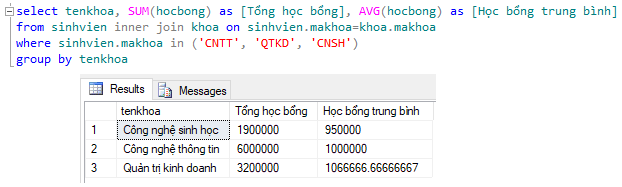 select tenkhoa, SUM(hocbong) as [Tổng học bổng], AVG(hocbong) as [Học bổng trung bình]
from sinhvien inner join khoa on sinhvien.makhoa=khoa.makhoa
where sinhvien.makhoa in ('CNTT', 'QTKD', 'CNSH')
group by tenkhoa
Results Messages
tenkhoa Tổng học bổng Học bổng trung bình
1 Công nghệ sinh học 1900000 950000
2 Công nghệ thông tin 6000000 1000000
3 Quản trị kinh doanh 3200000 1066666.66666667